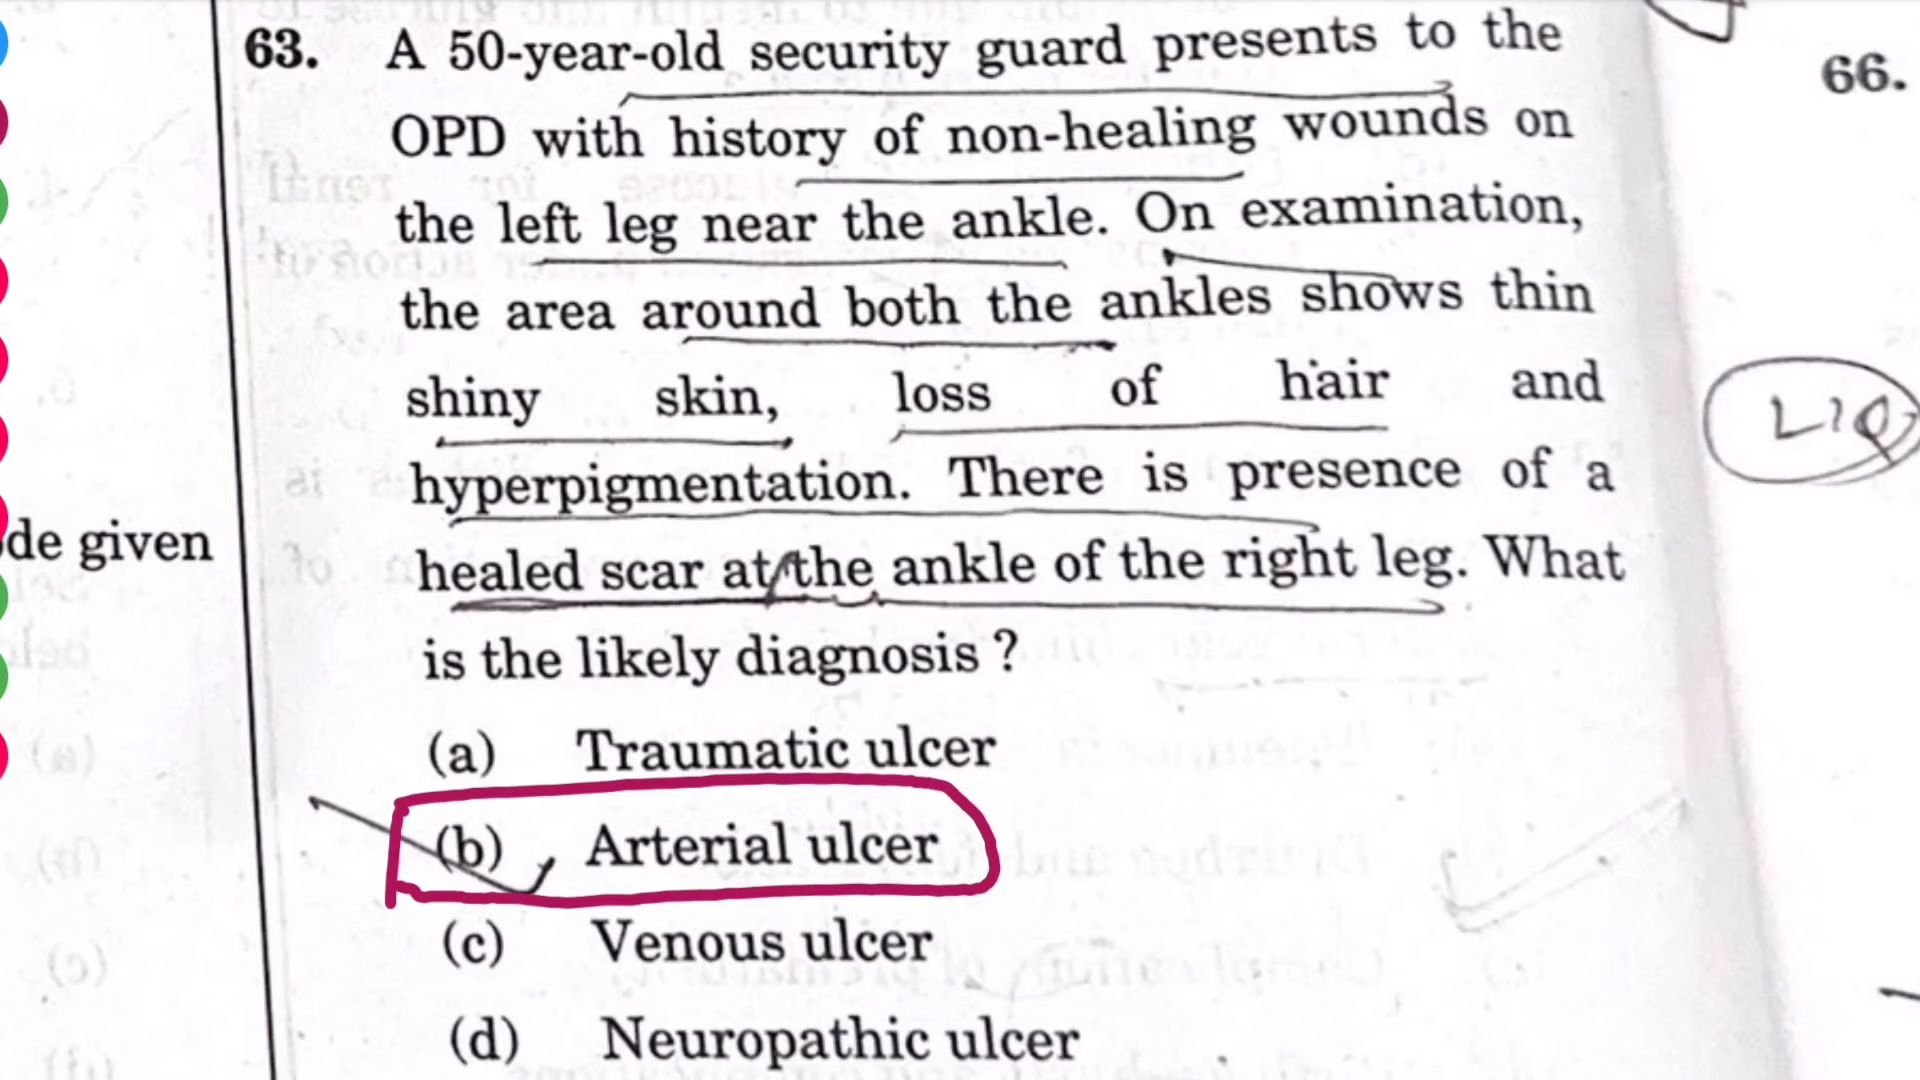 63. A 50-year-old security guard presents to the
OPD with history of non-healing wounds on
the left leg near the ankle. On examination,
the area around both the ankles shows thin
shiny skin, loss of hair and
hyperpigmentation. There is presence of a
healed scar at the ankle of the right leg. What
is the likely diagnosis ?
(a) Traumatic ulcer
(b) Arterial ulcer
(c) Venous ulcer
(d) Neuropathic ulcer
de given
66.